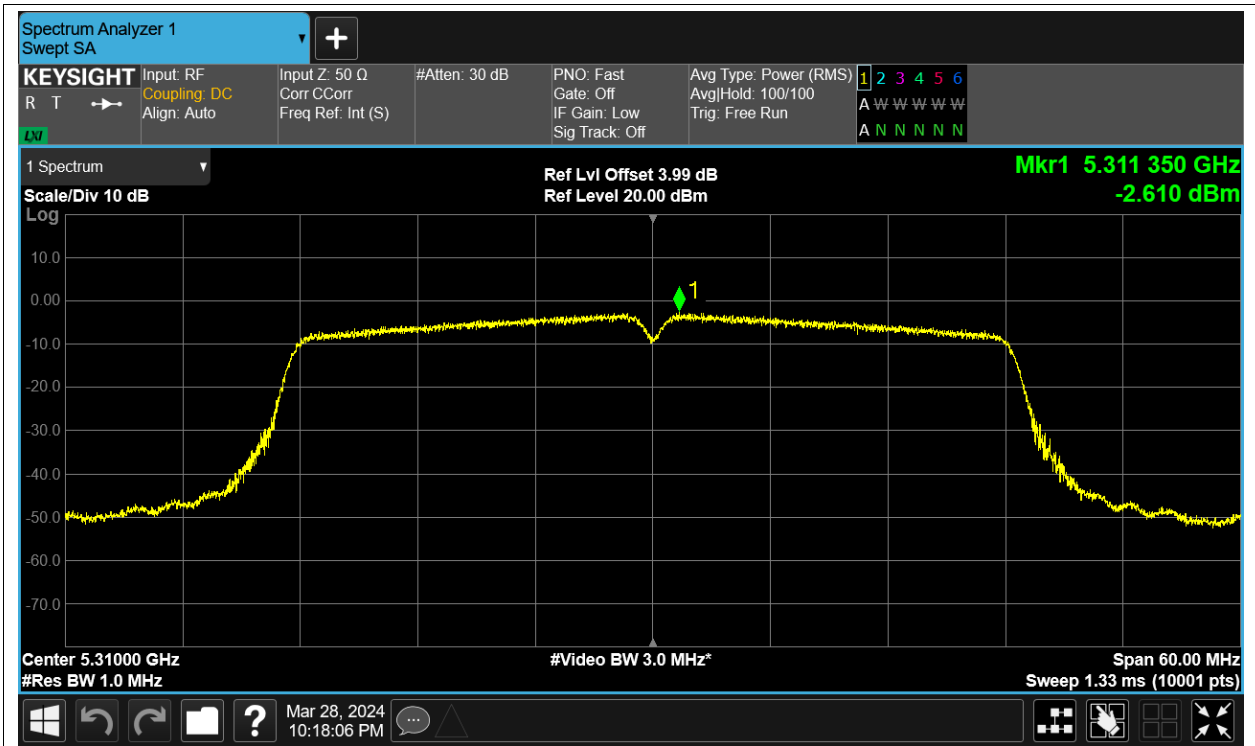 Spectrum Analyzer 1
Swept SA
KEYSIGHT
R T
LXI
Input: RF
Coupling: DC
Align: Auto
Input Z: 50 Ω
Corr CCorr
Freq Ref: Int (S)
#Atten: 30 dB
PNO: Fast
Gate: Off
IF Gain: Low
Sig Track: Off
Avg Type: Power (RMS)
Avg|Hold: 100/100
Trig: Free Run
1 2 3 4 5 6
A W W W W W
A N N N N N
1 Spectrum
Scale/Div 10 dB
Ref Lvl Offset 3.99 dB
Ref Level 20.00 dBm
Mkr1 5.311 350 GHz
-2.610 dBm
Log
10.0
0.00
-10.0
-20.0
-30.0
-40.0
-50.0
-60.0
-70.0
1
Center 5.31000 GHz
#Res BW 1.0 MHz
#Video BW 3.0 MHz*
Span 60.00 MHz
Sweep 1.33 ms (10001 pts)
?
Mar 28, 2024
10:18:06 PM